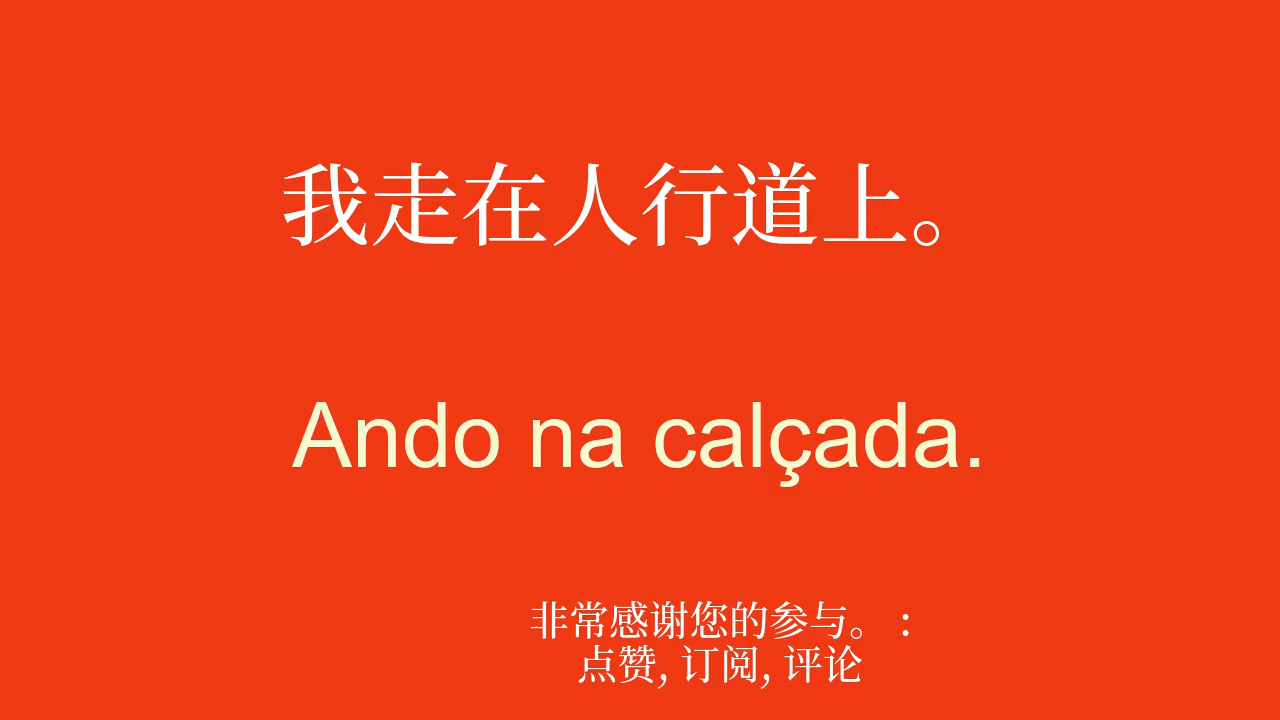 我走在人行道上。
Ando na calçada.
非常感谢您的参与。 :
点赞, 订阅, 评论